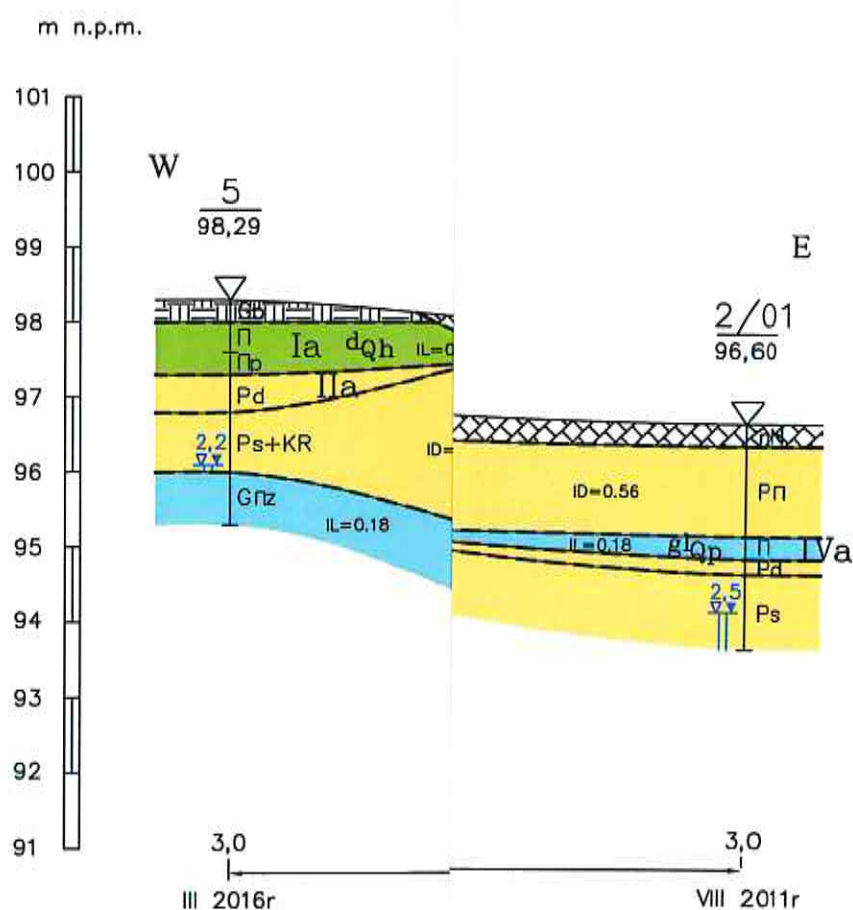 m n.p.m.
101
100
99
98
97
96
95
94
93
92
91
W
5
98,29
Gb
Π
Ia dQh
IL=0
Πp
IIa
Pd
2,2
Ps+KR
ID=
GΠz
IL=0.18
E
2/01
96,60
ID=0.56
PΠ
IL=0.18
glQp
Π
IVa
Pd
2,5
Ps
3,0
3,0
III 2016r
VIII 2011r